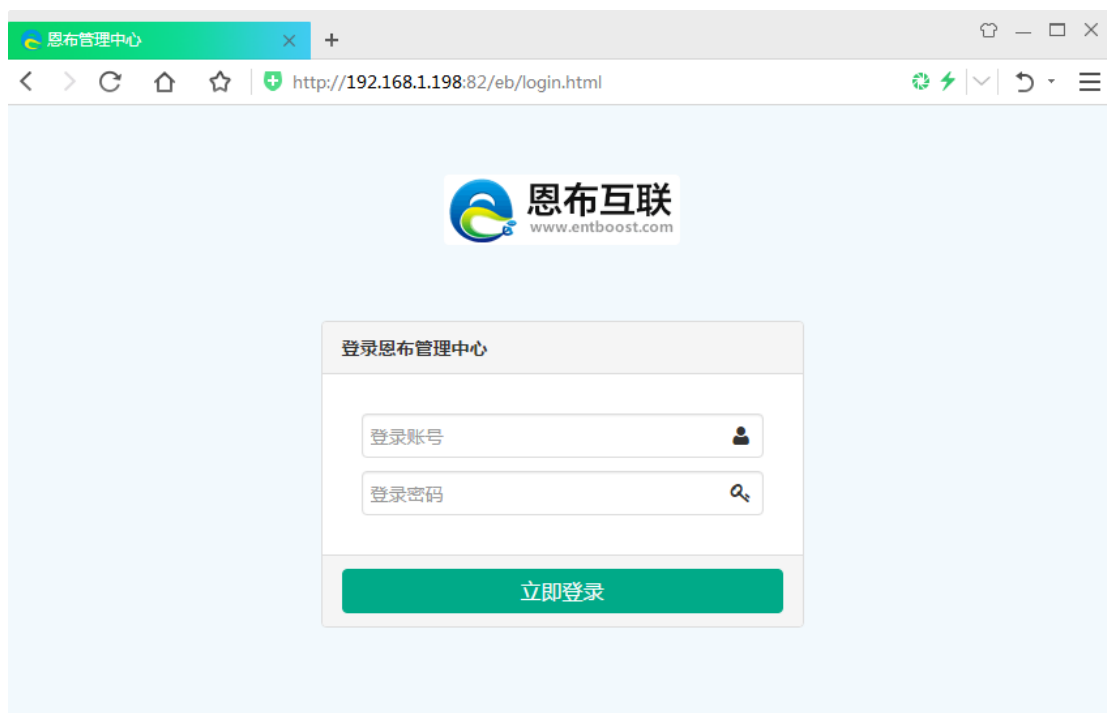 恩布管理中心
http://192.168.1.198:82/eb/login.html
恩布互联
www.entboost.com
登录恩布管理中心
登录账号
登录密码
立即登录